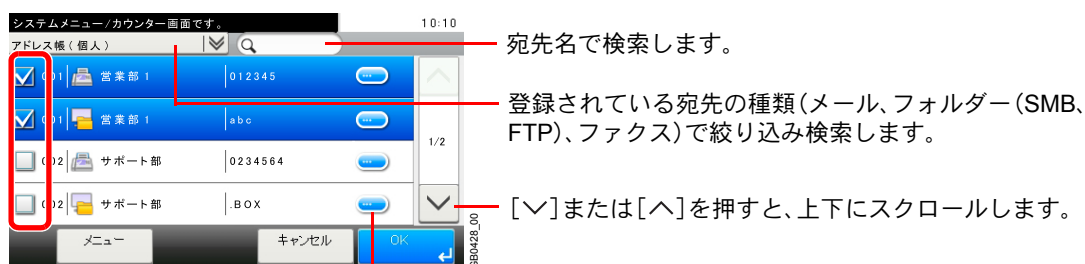 システムメニュー/カウンター画面です。 10:10
アドレス帳(個人)
宛先名で検索します。
001 営業部 1 012345
登録されている宛先の種類(メール、フォルダー(SMB、
FTP)、ファクス)で絞り込み検索します。
001 営業部 1 abc
1/2
002 サポート部 0234564
002 サポート部 .BOX
[∨]または[∧]を押すと、上下にスクロールします。
メニュー キャンセル OK
GB0428_00